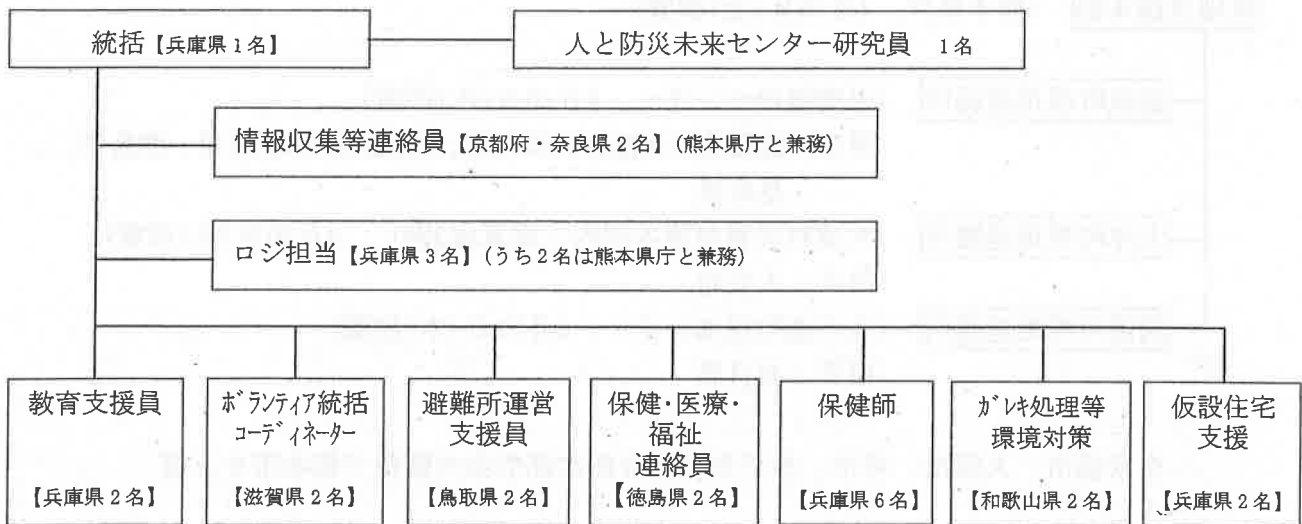 統括【兵庫県1名】
人と防災未来センター研究員 1名
情報収集等連絡員【京都府・奈良県2名】(熊本県庁と兼務)
ロジ担当【兵庫県3名】(うち2名は熊本県庁と兼務)
教育支援員
【兵庫県2名】
ボランティア統括
コーディネーター
【滋賀県2名】
避難所運営
支援員
【鳥取県2名】
保健・医療・
福祉
連絡員
【徳島県2名】
保健師
【兵庫県6名】
ガレキ処理等
環境対策
【和歌山県2名】
仮設住宅
支援
【兵庫県2名】